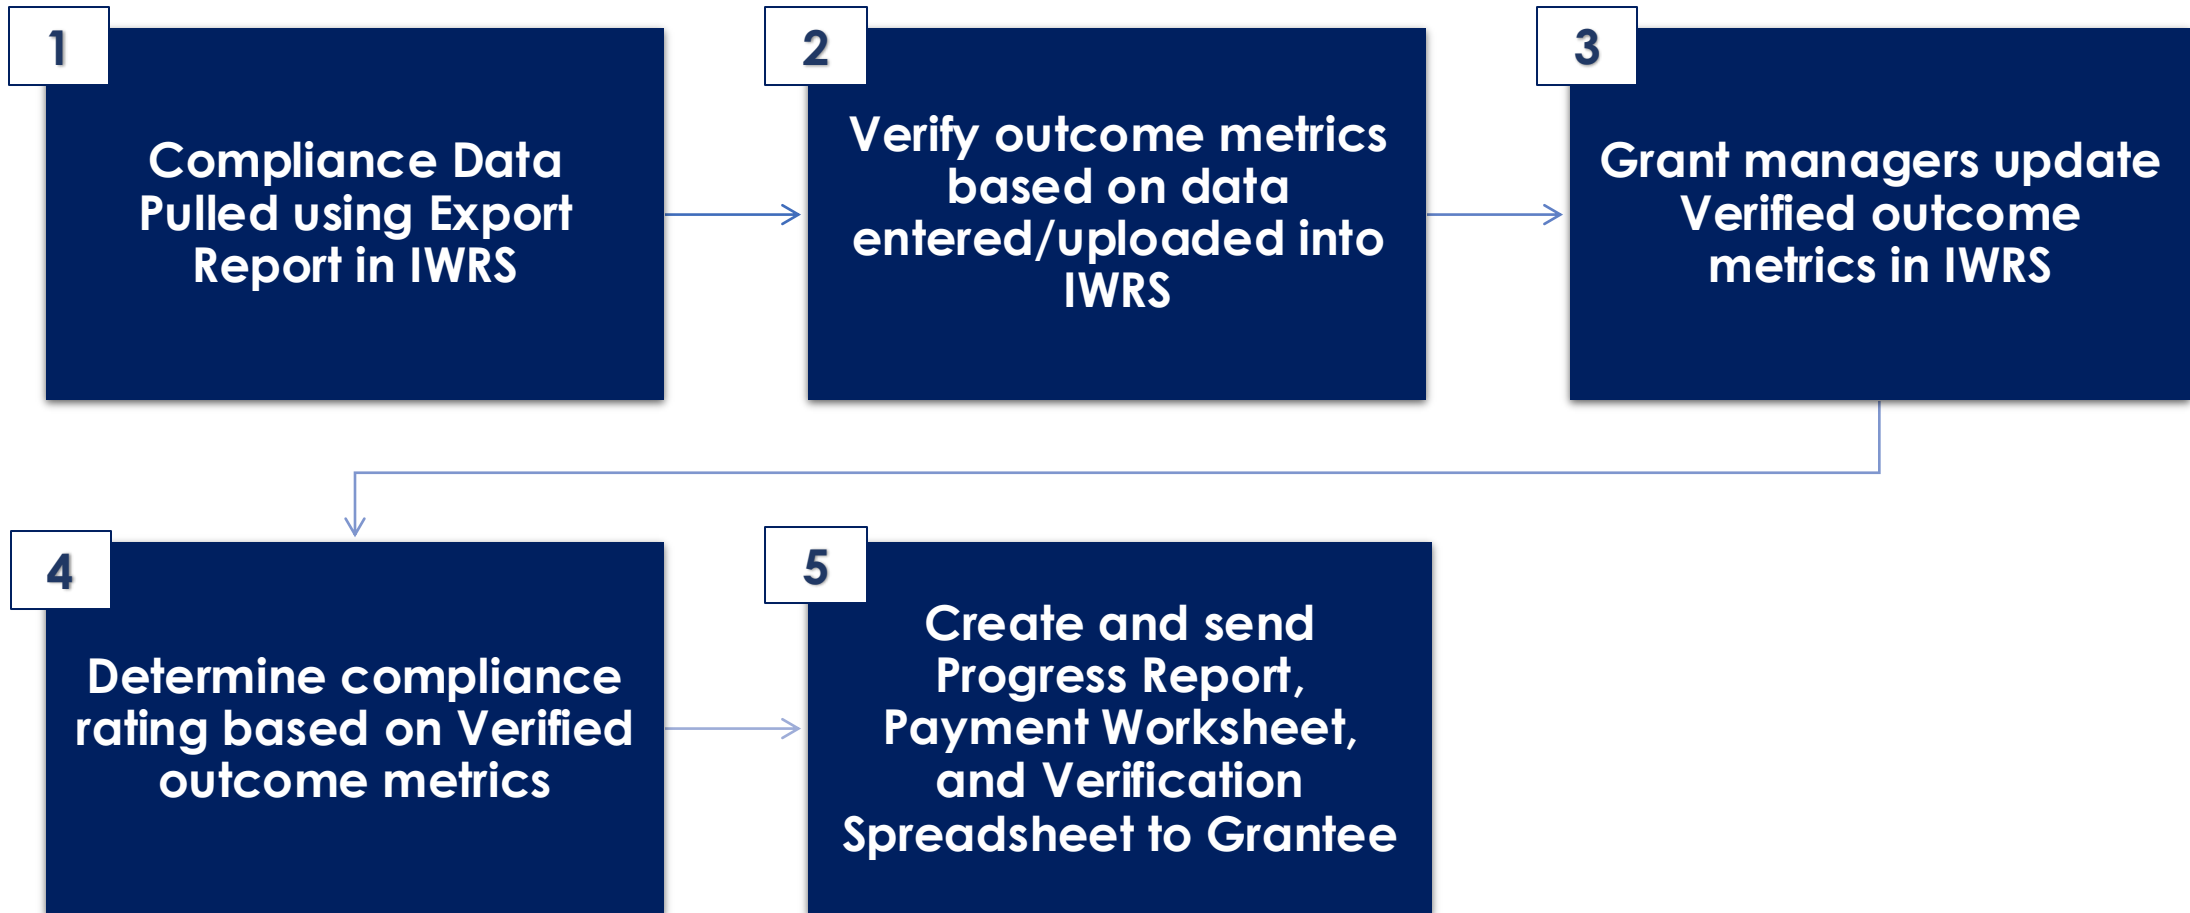 1
Compliance Data
Pulled using Export
Report in IWRS
2
Verify outcome metrics
based on data
entered/uploaded into
IWRS
3
Grant managers update
Verified outcome
metrics in IWRS
4
Determine compliance
rating based on Verified
outcome metrics
5
Create and send
Progress Report,
Payment Worksheet,
and Verification
Spreadsheet to Grantee